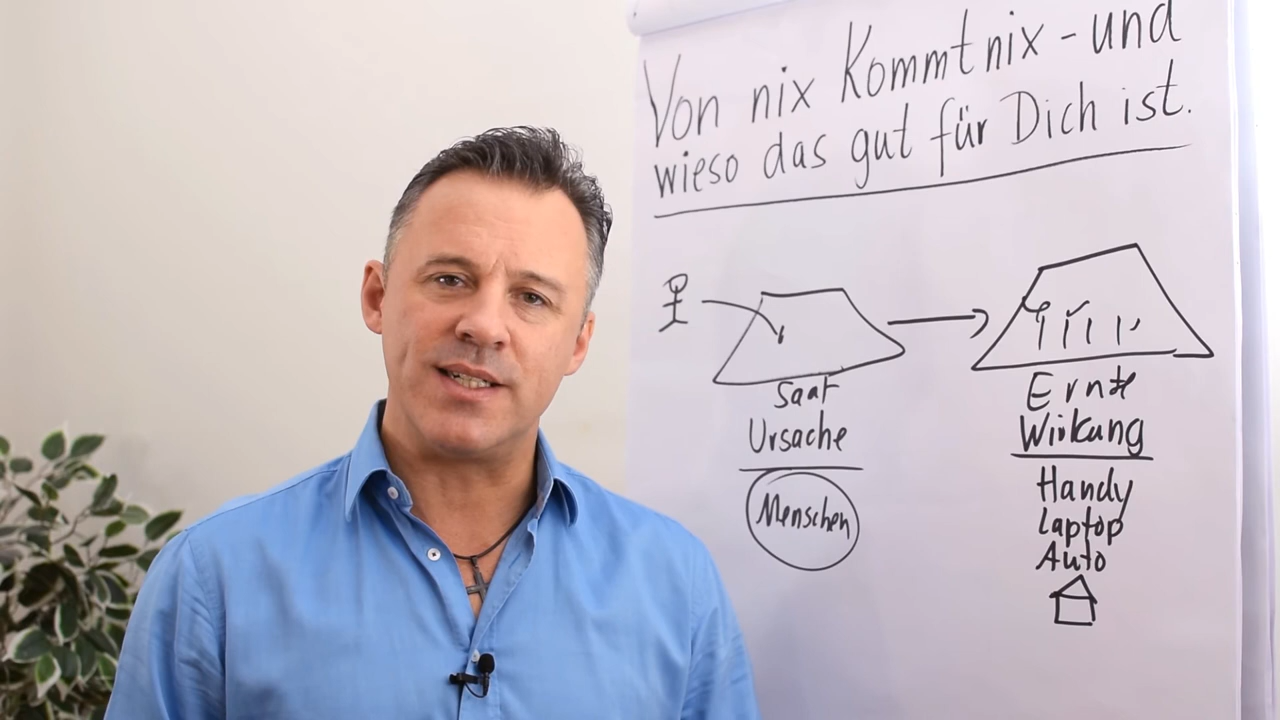 Von nix Kommt nix - und
wieso das gut für Dich ist.
Saat
Ursache
Menschen
Ernte
Wirkung
Handy
Laptop
Auto